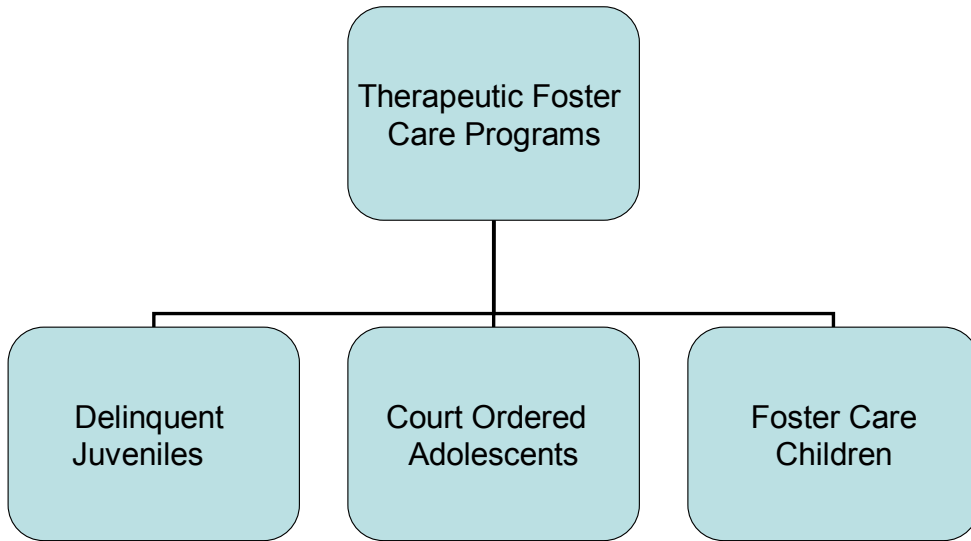 Therapeutic Foster
Care Programs
Delinquent
Juveniles
Court Ordered
Adolescents
Foster Care
Children